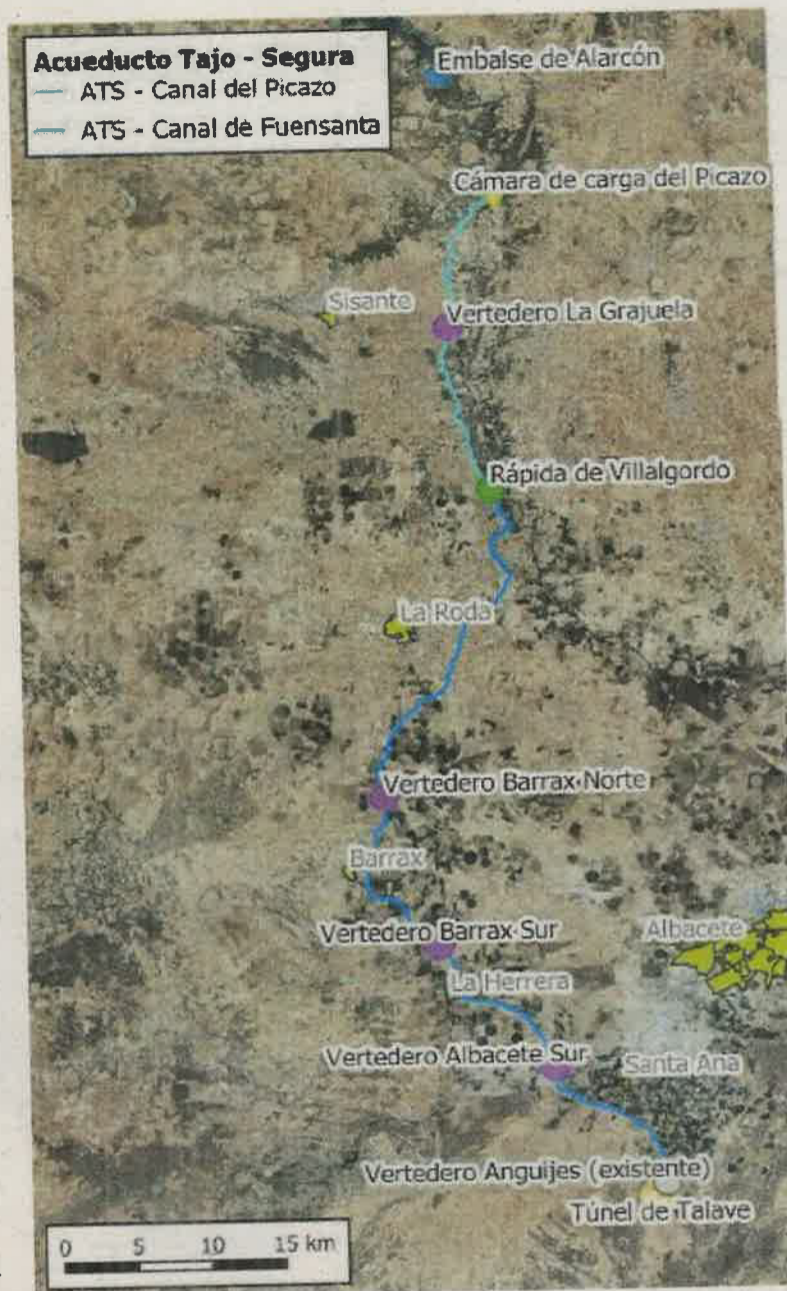 Acueducto Tajo - Segura
ATS - Canal del Picazo
ATS - Canal de Fuensanta
Embalse de Alarcón
Cámara de carga del Picazo
Sisante
Vertedero La Grajuela
Rápida de Villalgordo
La Roda
Vertedero Barrax Norte
Barrax
Vertedero Barrax Sur
Albacete
La Herrera
Vertedero Albacete Sur
Santa Ana
Vertedero Anguijes (existente)
Túnel de Talave
0 5 10 15 km